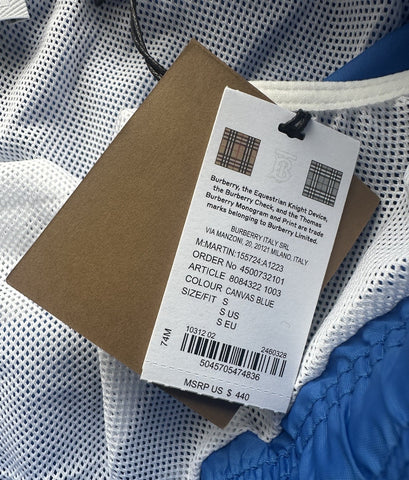 Burberry, the Equestrian Knight Device,
the Burberry Check, and the Thomas
Burberry Monogram and Print are trade
marks belonging to Burberry Limited.
BURBERRY ITALY SRL
VIA MANZONI, 20, 20121 MILANO, ITALY
M:MARTIN:155724:A1223
ORDER No 4500732101
ARTICLE 8084322 1003
COLOUR CANVAS BLUE
SIZE/FIT S
S US
S EU
74M
10312 02
2460328
5045705474836
MSRP US $ 440